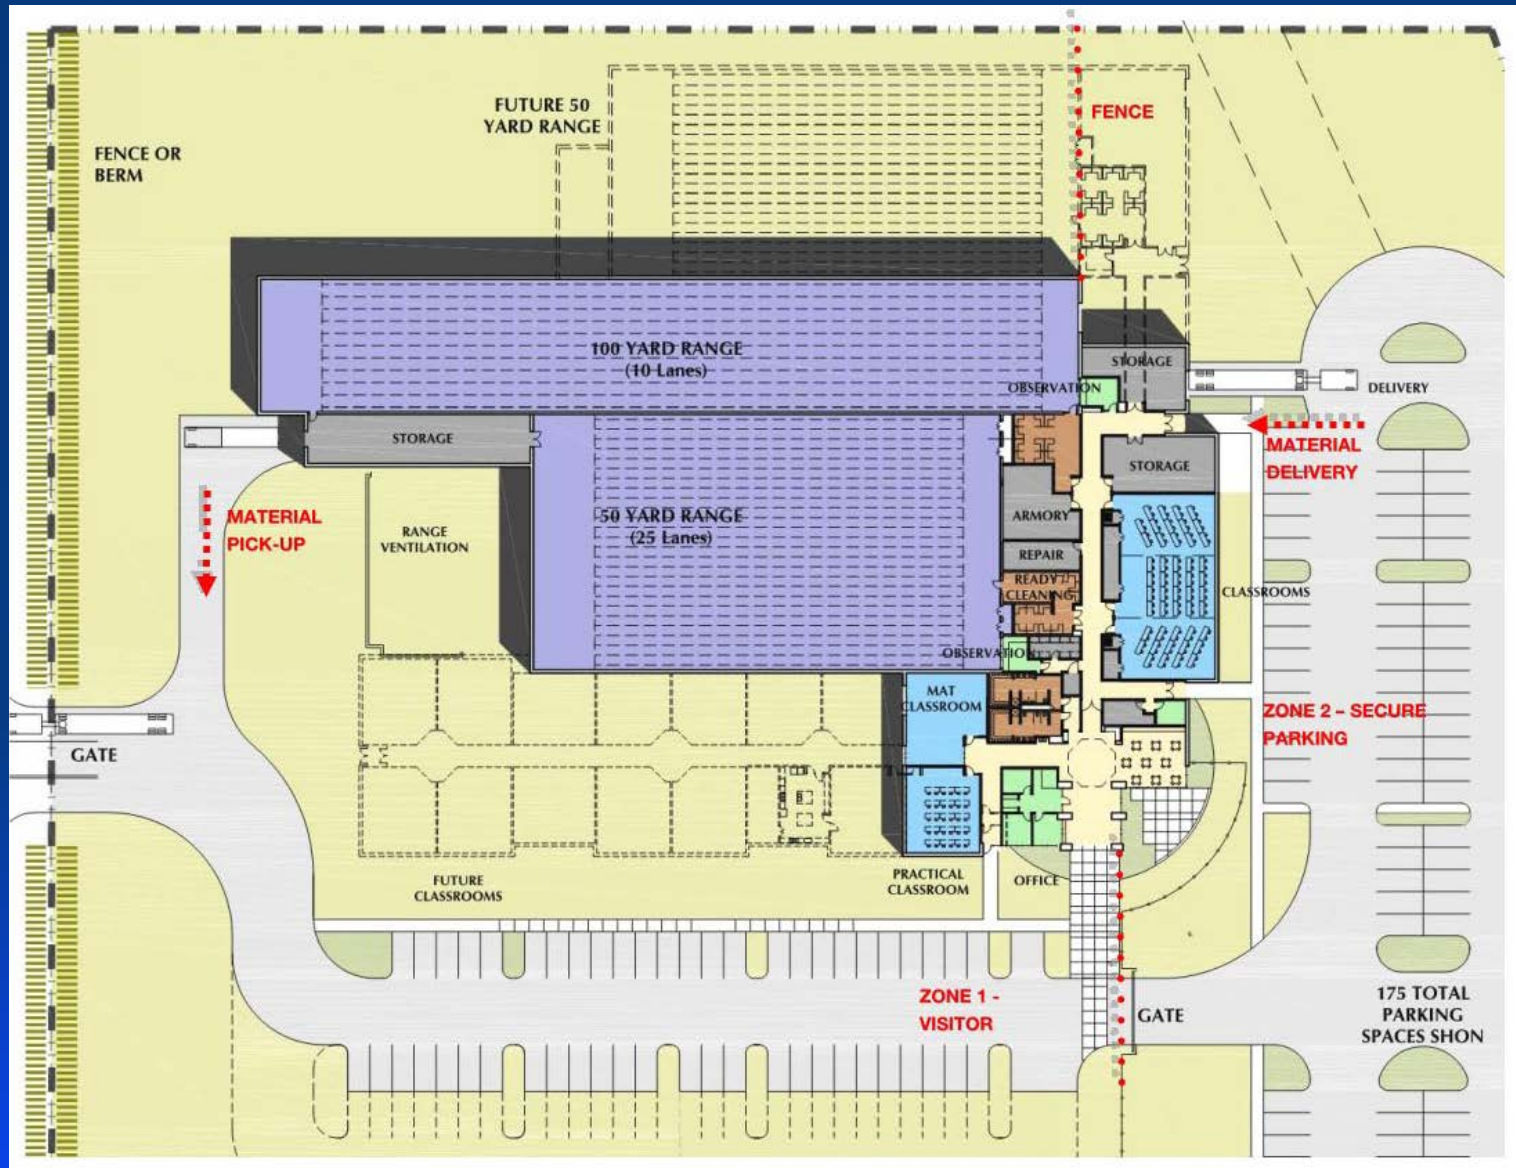 FUTURE 50
YARD RANGE
FENCE
FENCE OR
BERM
100 YARD RANGE
(10 Lanes)
STORAGE
OBSERVATION
DELIVERY
STORAGE
MATERIAL
DELIVERY
STORAGE
MATERIAL
PICK-UP
RANGE
VENTILATION
50 YARD RANGE
(25 Lanes)
ARMORY
REPAIR
READY
CLEANING
CLASSROOMS
OBSERVATION
MAT
CLASSROOM
ZONE 2 – SECURE
PARKING
GATE
FUTURE
CLASSROOMS
PRACTICAL
CLASSROOM
OFFICE
ZONE 1 -
VISITOR
GATE
175 TOTAL
PARKING
SPACES SHON